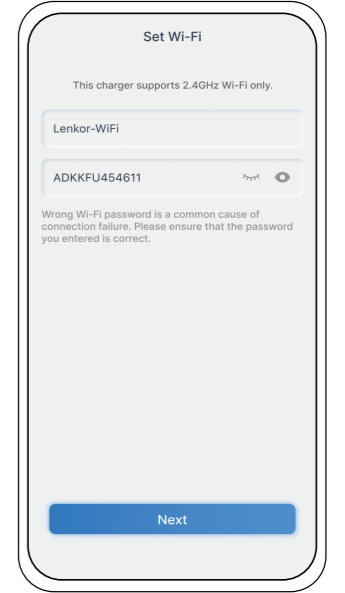 Set Wi-Fi
This charger supports 2.4GHz Wi-Fi only.
Lenkor-WiFi
ADKKFU454611
Wrong Wi-Fi password is a common cause of
connection failure. Please ensure that the password
you entered is correct.
Next